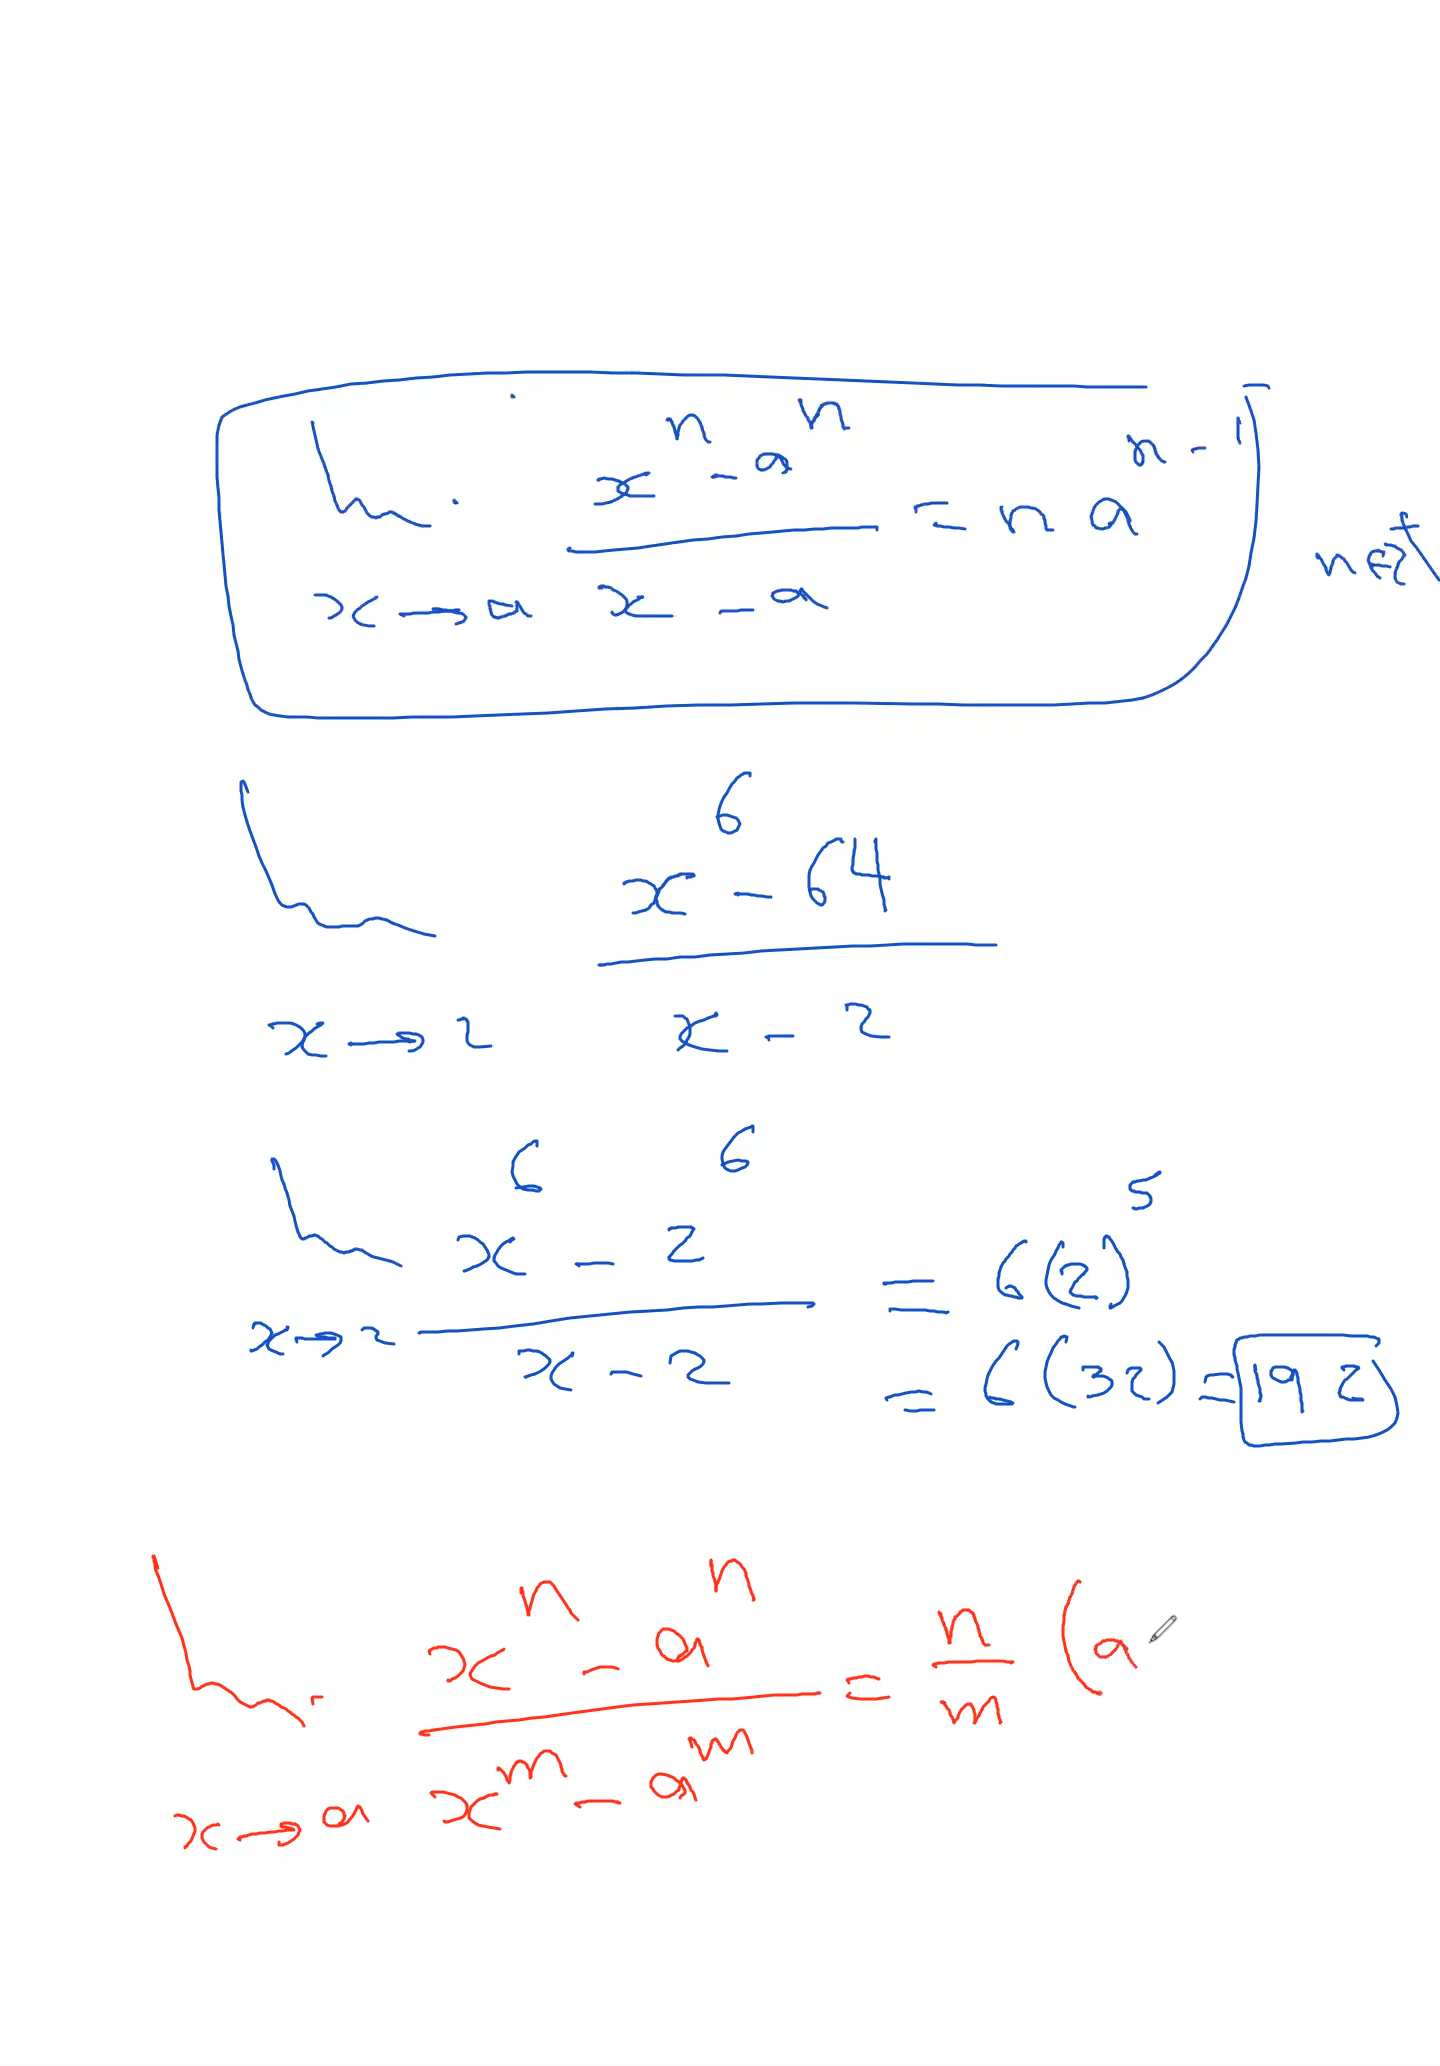 lim x→a (x^n - a^n)/(x - a) = n a^(n-1)
n ∈ Z^+
lim x→2 (x^6 - 64)/(x - 2)
lim x→2 (x^6 - 2^6)/(x - 2) = 6(2)^5
= 6(32) = 192
lim x→a (x^n - a^n)/(x^m - a^m) = n/m (a